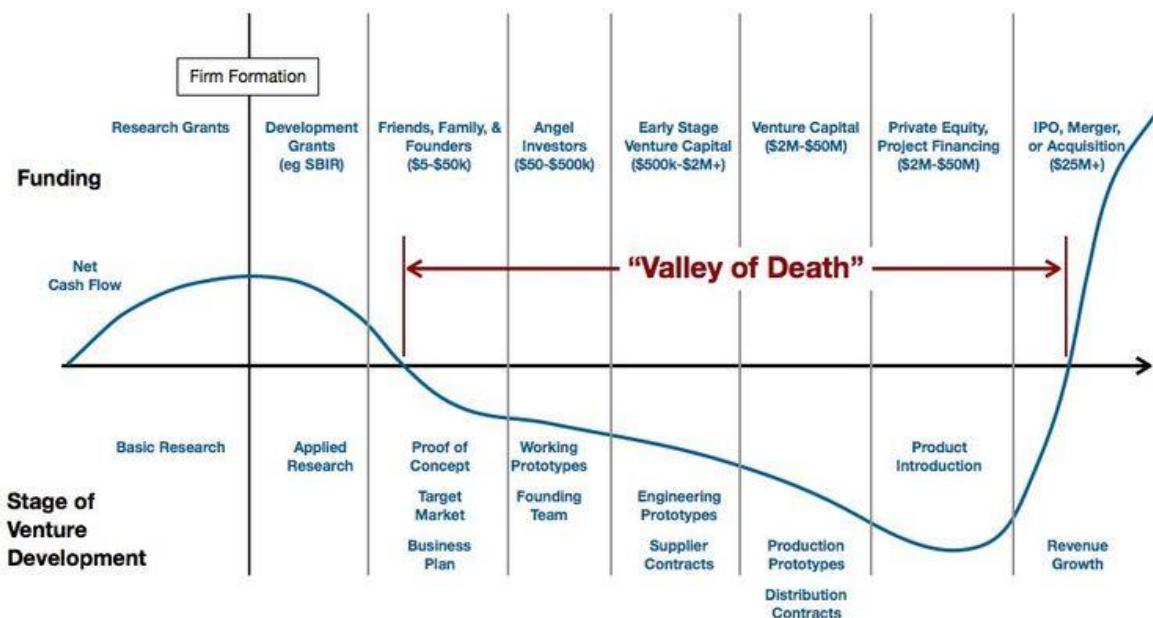 Firm Formation
Research Grants
Development
Grants
(eg SBIR)
Friends, Family, &
Founders
($5-$50k)
Angel
Investors
($50-$500k)
Early Stage
Venture Capital
($500k-$2M+)
Venture Capital
($2M-$50M)
Private Equity,
Project Financing
($2M-$50M)
IPO, Merger,
or Acquisition
($25M+)
Funding
Net
Cash Flow
“Valley of Death”
Basic Research
Applied
Research
Proof of
Concept
Target
Market
Business
Plan
Working
Prototypes
Founding
Team
Engineering
Prototypes
Supplier
Contracts
Production
Prototypes
Distribution
Contracts
Product
Introduction
Revenue
Growth
Stage of
Venture
Development